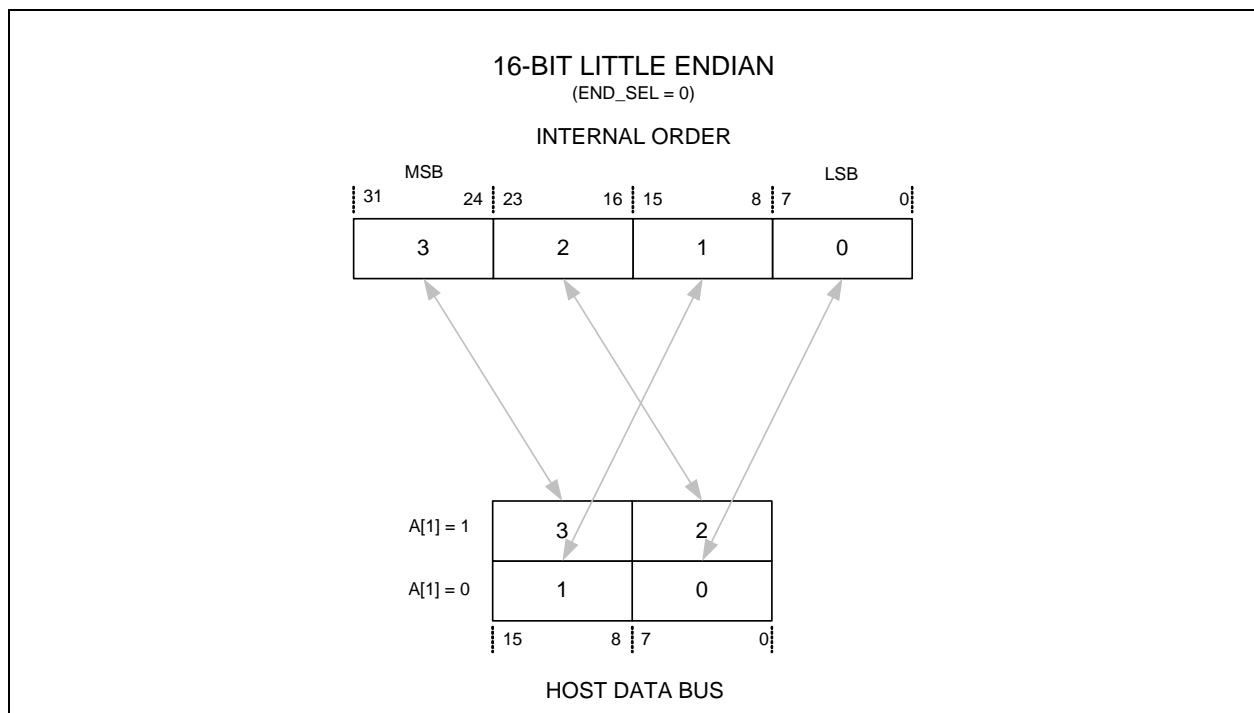 16-BIT LITTLE ENDIAN
(END_SEL = 0)
INTERNAL ORDER
MSB LSB
31 24 23 16 15 8 7 0
3 2 1 0
A[1] = 1 3 2
A[1] = 0 1 0
15 8 7 0
HOST DATA BUS